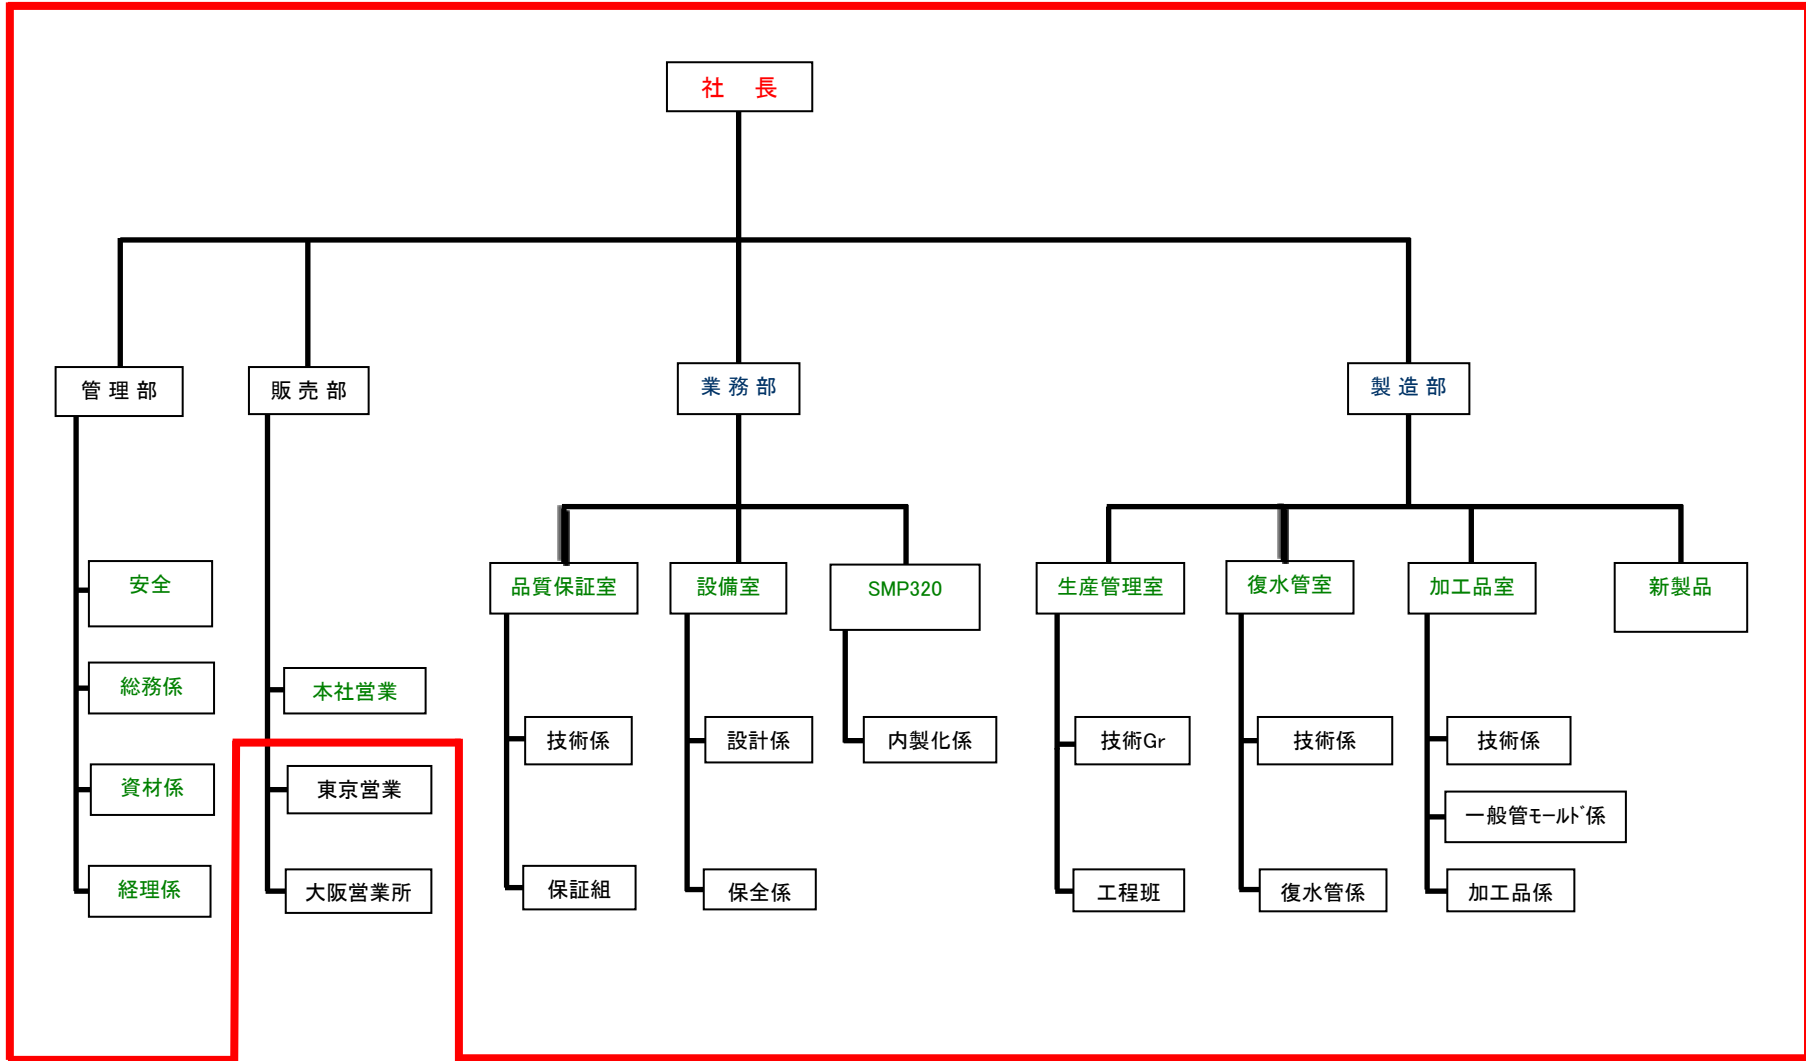 社　長
管 理 部
販 売 部
業 務 部
製 造 部
安全
総務係
資材係
経理係
本社営業
東京営業
大阪営業所
品質保証室
技術係
保証組
設備室
設計係
保全係
SMP320
内製化係
生産管理室
技術Gr
工程班
復水管室
技術係
復水管係
加工品室
技術係
一般管ﾓｰﾙﾄﾞ係
加工品係
新製品